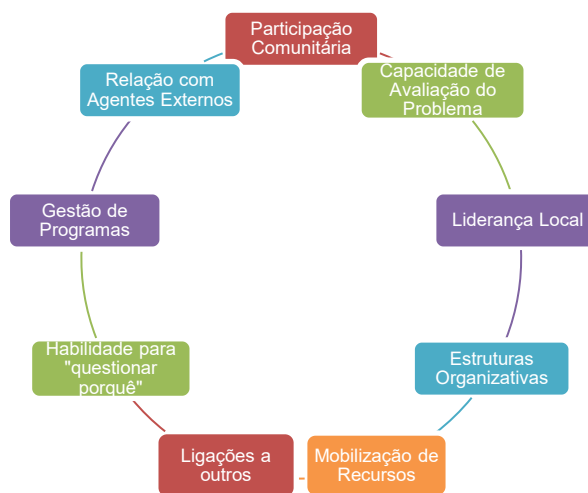 Participação
Comunitária
Capacidade de
Avaliação do
Problema
Liderança Local
Estruturas
Organizativas
Mobilização de
Recursos
Ligações a
outros
Habilidade para
"questionar
porquê"
Gestão de
Programas
Relação com
Agentes Externos